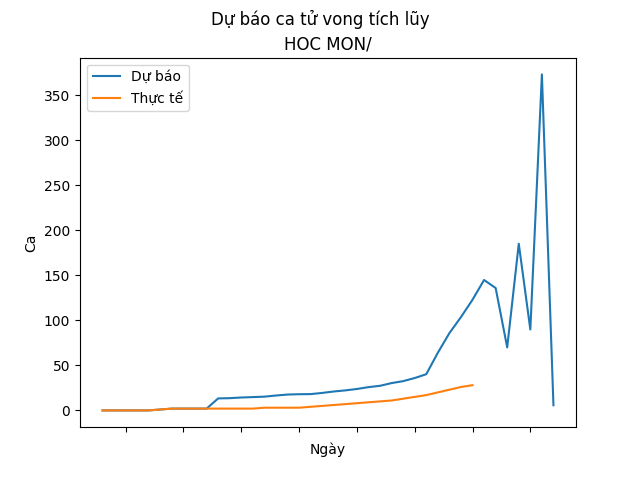 Dự báo ca tử vong tích lũy
HOC MON/
Dự báo
Thực tế
350
300
250
200
150
100
50
0
Ca
Ngày